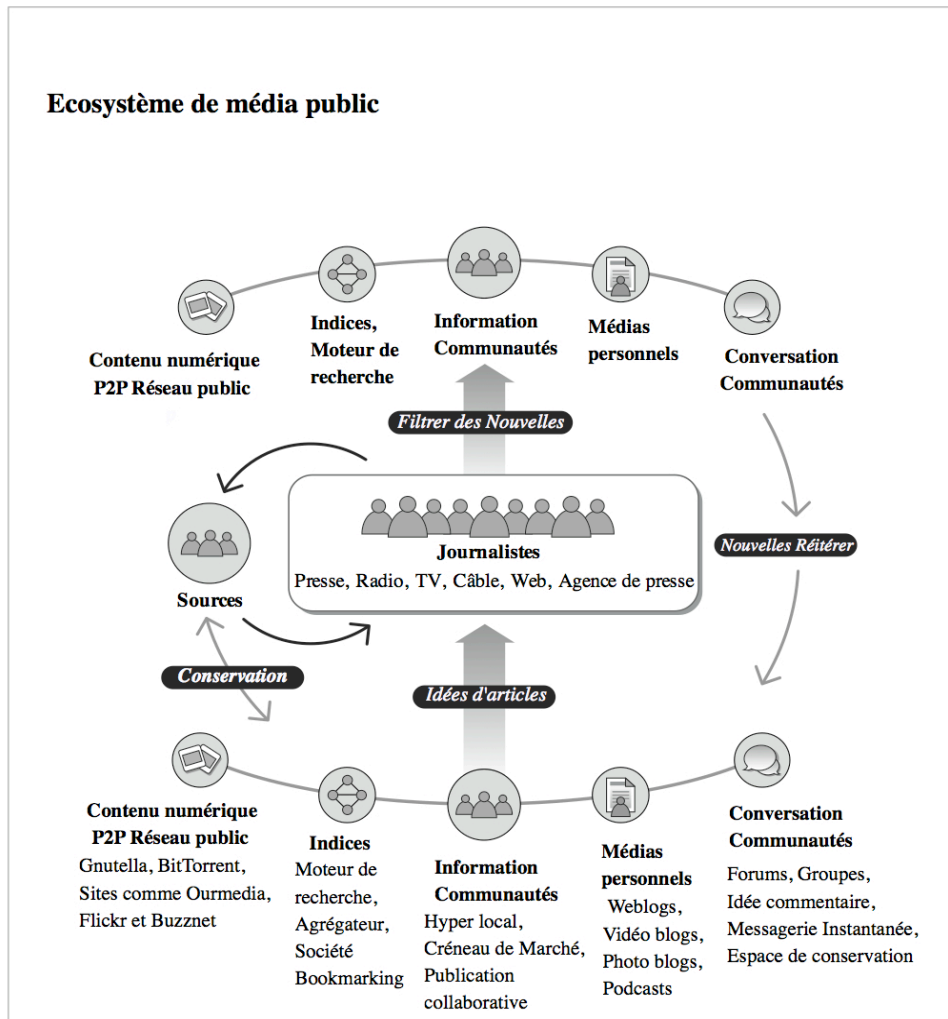 Ecosystème de média public
Contenu numérique
P2P Réseau public
Indices,
Moteur de
recherche
Information
Communautés
Médias
personnels
Conversation
Communautés
Filtrer des Nouvelles
Journalistes
Presse, Radio, TV, Câble, Web, Agence de presse
Sources
Nouvelles Réitérer
Conservation
Idées d'articles
Contenu numérique
P2P Réseau public
Gnutella, BitTorrent,
Sites comme Ourmedia,
Flickr et Buzznet
Indices
Moteur de
recherche,
Agrégateur,
Société
Bookmarking
Information
Communautés
Hyper local,
Créneau de Marché,
Publication
collaborative
Médias
personnels
Weblogs,
Vidéo blogs,
Photo blogs,
Podcasts
Conversation
Communautés
Forums, Groupes,
Idée commentaire,
Messagerie Instantanée,
Espace de conservation